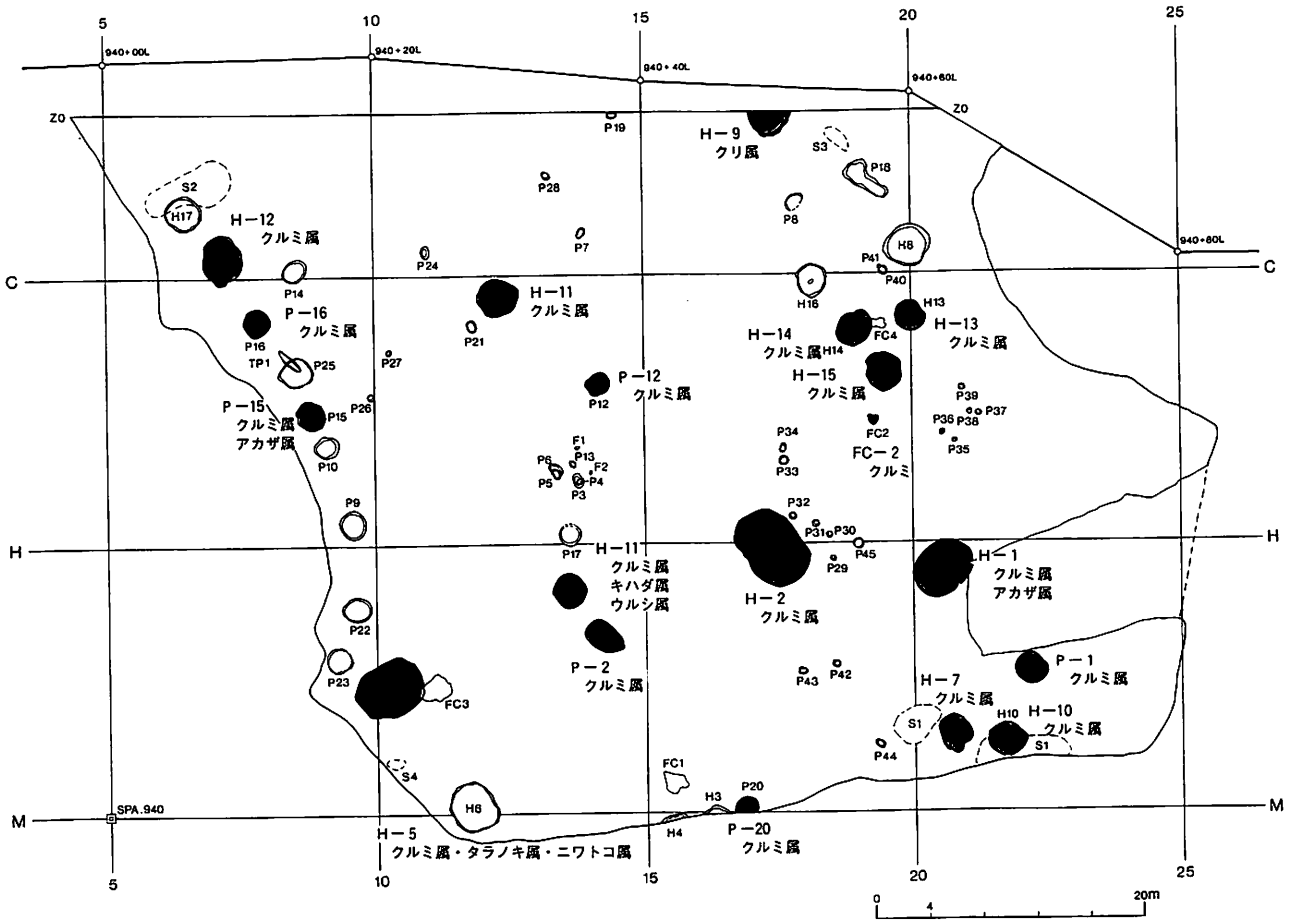 5
10
15
20
25
940+00L
940+20L
940+40L
940+60L
940+80L
ZO
ZO
P19
H-9
クリ属
S3
P18
P28
P8
S2
H17
H-12
クルミ属
P7
H8
P24
P41
P40
C
C
P14
H16
H-11
クルミ属
H13
H-13
クルミ属
P-16
クルミ属
P16
P21
H-14
クルミ属
H14
FC4
TP1
P25
P27
H-15
クルミ属
P-12
クルミ属
P12
P39
P37
P38
P-15
クルミ属
アカザ属
P15
P26
FC2
FC-2
クルミ
P36
P35
P10
F1
P13
P6
F2
P5
P4
P3
P34
P33
P9
P32
P31
P30
H
H
P17
P45
P29
H-11
クルミ属
キハダ属
ウルシ属
H-1
クルミ属
アカザ属
H-2
クルミ属
P22
P-2
クルミ属
P23
P43
P42
P-1
クルミ属
FC3
H-7
クルミ属
S1
H10
H-10
クルミ属
S1
P44
S4
FC1
SPA.940
H6
H3
P20
M
M
H4
H-5
クルミ属・タラノキ属・ニワトコ属
P-20
クルミ属
5
10
15
20
25
0
4
20m